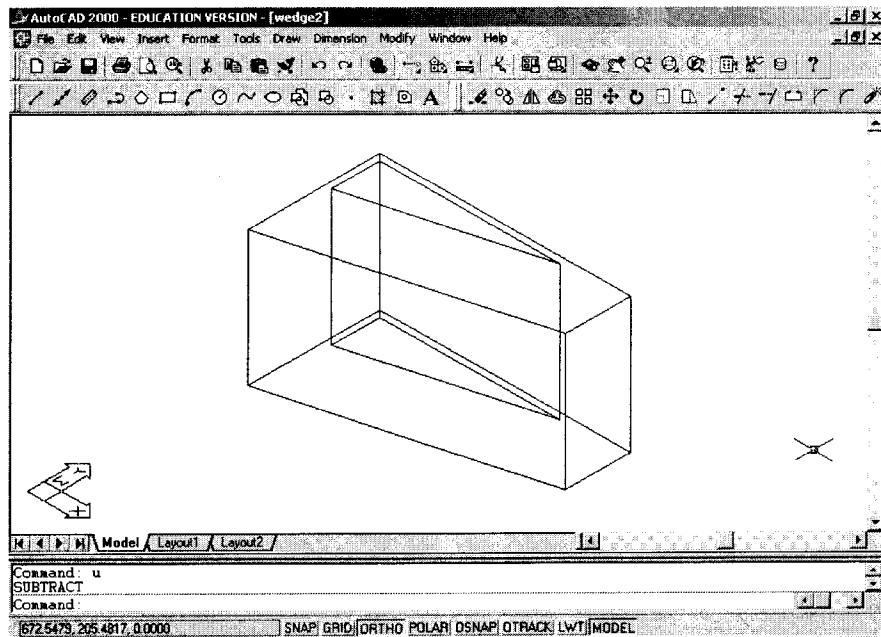 AutoCAD 2000 - EDUCATION VERSION - [wedge2]
File Edit View Insert Format Tools Draw Dimension Modify Window Help
Model Layout1 Layout2
Command: u
SUBTRACT
Command:
672.5479, 205.4817, 0.0000 SNAP GRID ORTHO POLAR OSNAP OTRACK LWT MODEL